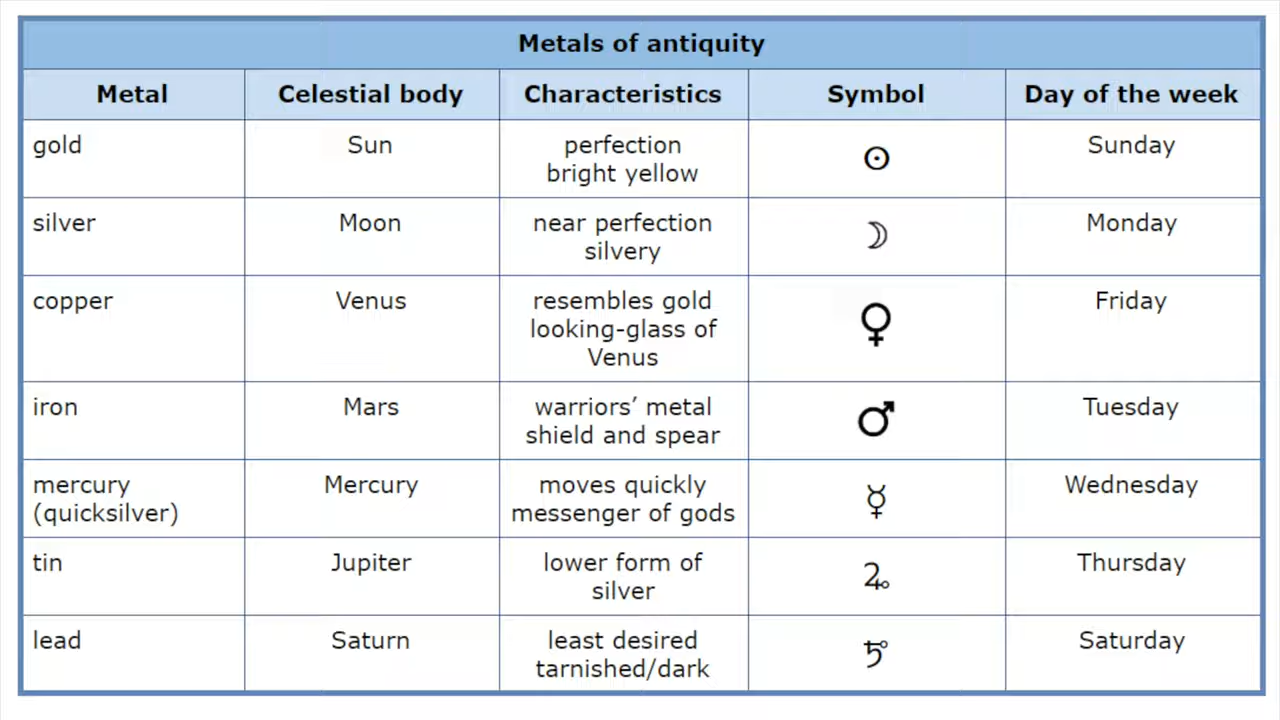 Metals of antiquity
Metal Celestial body Characteristics Symbol Day of the week
gold Sun perfection ☉ Sunday
bright yellow
silver Moon near perfection ☽ Monday
silvery
copper Venus resembles gold ♀ Friday
looking-glass of
Venus
iron Mars warriors’ metal ♂ Tuesday
shield and spear
mercury Mercury moves quickly ☿ Wednesday
(quicksilver) messenger of gods
tin Jupiter lower form of ♃ Thursday
silver
lead Saturn least desired ♄ Saturday
tarnished/dark